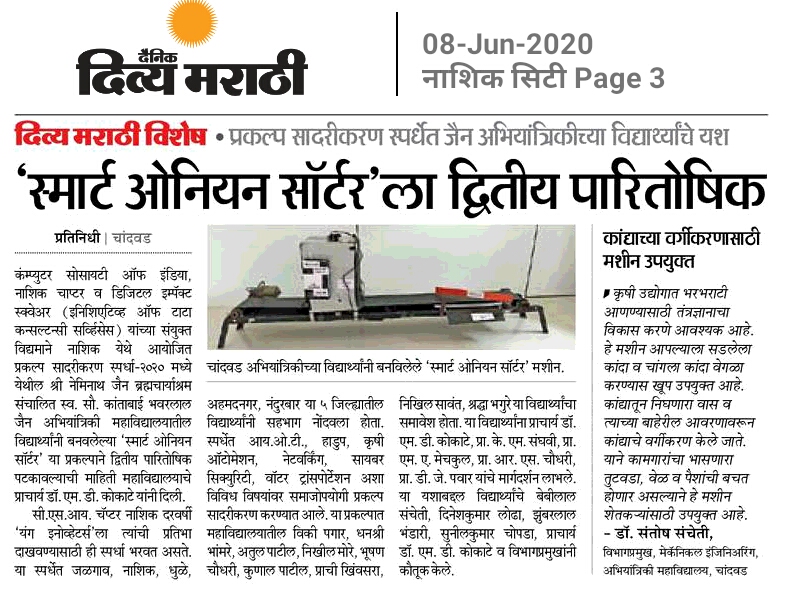 दैनिक
दिव्य मराठी
08-Jun-2020
नाशिक सिटी Page 3
दिव्य मराठी विशेष • प्रकल्प सादरीकरण स्पर्धेत जैन अभियांत्रिकीच्या विद्यार्थ्यांचे यश
‘स्मार्ट ओनियन सॉर्टर’ला द्वितीय पारितोषिक
प्रतिनिधी | चांदवड
कंम्प्युटर सोसायटी ऑफ इंडिया,
नाशिक चाप्टर व डिजिटल इम्पॅक्ट
स्क्वेअर (इनिशिएटिव्ह ऑफ टाटा
कन्सल्टन्सी सर्व्हिसेस) यांच्या संयुक्त
विद्यमाने नाशिक येथे आयोजित
प्रकल्प सादरीकरण स्पर्धा-२०२० मध्ये
येथील श्री नेमिनाथ जैन ब्रह्मचार्याश्रम
संचालित स्व. सौ. कांताबाई भवरलाल
जैन अभियांत्रिकी महाविद्यालयातील
विद्यार्थ्यांनी बनवलेल्या ‘स्मार्ट ओनियन
सॉर्टर’ या प्रकल्पाने द्वितीय पारितोषिक
पटकावल्याची माहिती महाविद्यालयाचे
प्राचार्य डॉ. एम. डी. कोकाटे यांनी दिली.
सी.एस.आय. चॅप्टर नाशिक दरवर्षी
‘यंग इनोव्हेटर्स’ला त्यांची प्रतिभा
दाखवण्यासाठी ही स्पर्धा भरवत असते.
या स्पर्धेत जळगाव, नाशिक, धुळे,
चांदवड अभियांत्रिकीच्या विद्यार्थ्यांनी बनविलेले ‘स्मार्ट ओनियन सॉर्टर’ मशीन.
अहमदनगर, नंदुरबार या ५ जिल्ह्यातील
विद्यार्थ्यांनी सहभाग नोंदवला होता.
स्पर्धेत आय.ओ.टी., हाडुप, कृषी
ऑटोमेशन, नेटवर्किंग, सायबर
सिक्युरिटी, वॉटर ट्रांसपोर्टेशन अशा
विविध विषयांवर समाजोपयोगी प्रकल्प
सादरीकरण करण्यात आले. या प्रकल्पात
महाविद्यालयातील विकी पगार, धनश्री
भांमरे, अतुल पाटील, निखील मोरे, भूषण
चौधरी, कुणाल पाटील, प्राची खिंवसरा,
निखिल सावंत, श्रद्धा भगुरे या विद्यार्थ्यांचा
समावेश होता. या विद्यार्थ्यांना प्राचार्य डॉ.
एम. डी. कोकाटे, प्रा. के. एम. संघवी, प्रा.
एम. ए. मेचकुल, प्रा. आर. एस. चौधरी,
प्रा. डी. जे. पवार यांचे मार्गदर्शन लाभले.
या यशाबद्दल विद्यार्थ्यांचे बेबीलाल
संचेती, दिनेशकुमार लोढा, झुंबरलाल
भंडारी, सुनीलकुमार चोपडा, प्राचार्य
डॉ. एम. डी. कोकाटे व विभागप्रमुखांनी
कौतूक केले.
कांद्याच्या वर्गीकरणासाठी
मशीन उपयुक्त
कृषी उद्योगात भरभराटी
आणण्यासाठी तंत्रज्ञानाचा
विकास करणे आवश्यक आहे.
हे मशीन आपल्याला सडलेला
कांदा व चांगला कांदा वेगळा
करण्यास खूप उपयुक्त आहे.
कांद्यातून निघणारा वास व
त्याच्या बाहेरील आवरणावरून
कांद्याचे वर्गीकरण केले जाते.
याने कामगारांचा भासणारा
तुटवडा, वेळ व पैशांची बचत
होणार असल्याने हे मशीन
शेतकऱ्यांसाठी उपयुक्त आहे.
- डॉ. संतोष संचेती,
विभागप्रमुख, मेकॅनिकल इंजिनिअरिंग,
अभियांत्रिकी महाविद्यालय, चांदवड